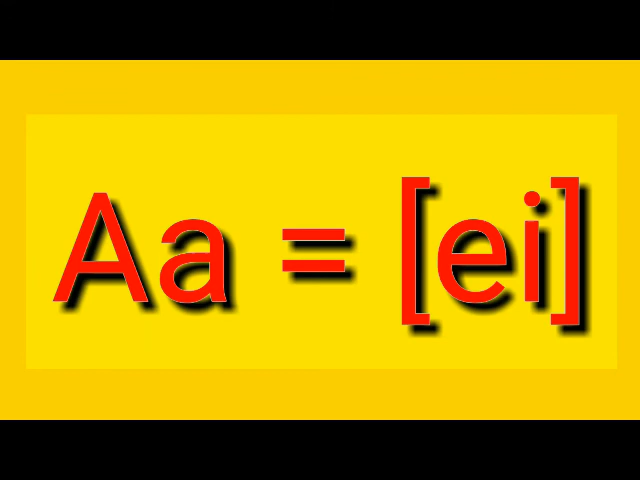 Aa = [ei]